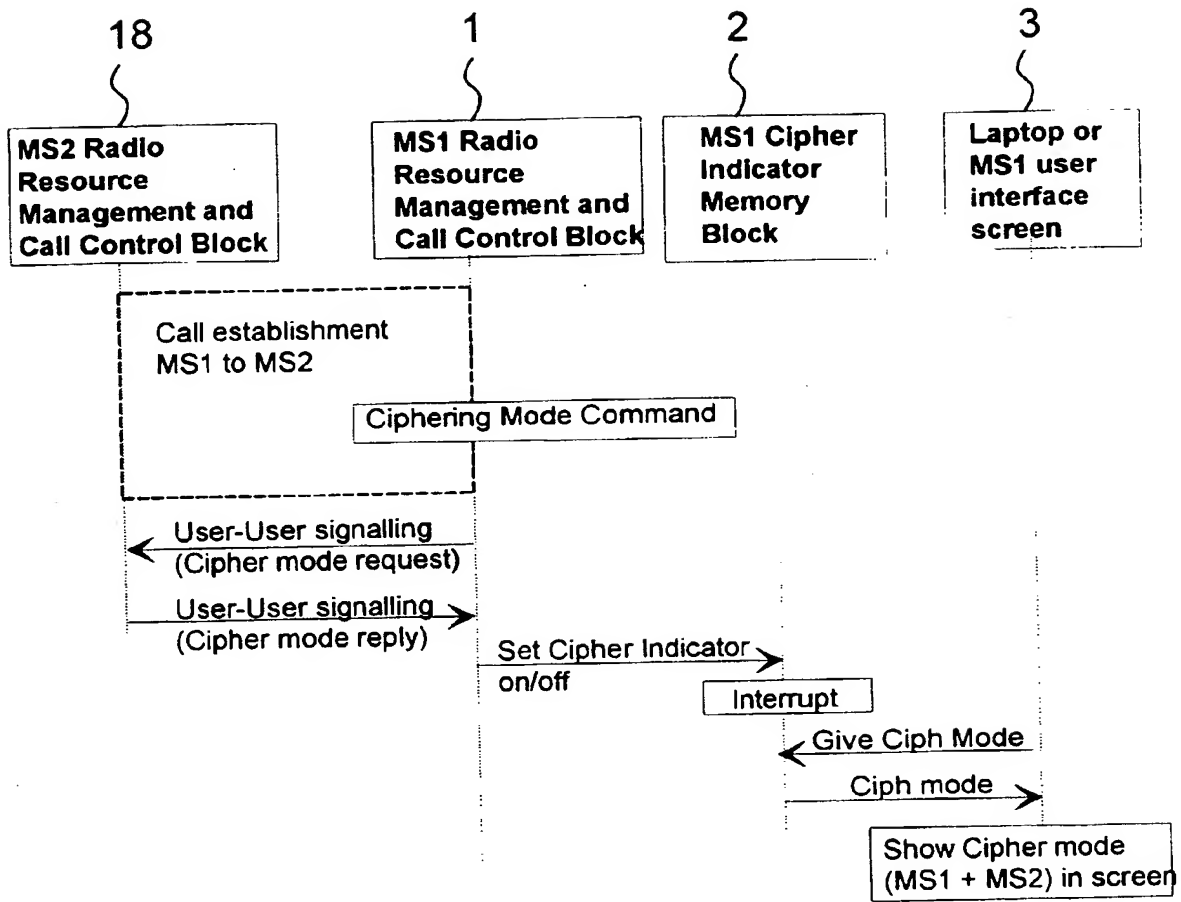 18
1
2
3
MS2 Radio
Resource
Management and
Call Control Block
MS1 Radio
Resource
Management and
Call Control Block
MS1 Cipher
Indicator
Memory
Block
Laptop or
MS1 user
interface
screen
Call establishment
MS1 to MS2
Ciphering Mode Command
User-User signalling
(Cipher mode request)
User-User signalling
(Cipher mode reply)
Set Cipher Indicator
on/off
Interrupt
Give Ciph Mode
Ciph mode
Show Cipher mode
(MS1 + MS2) in screen